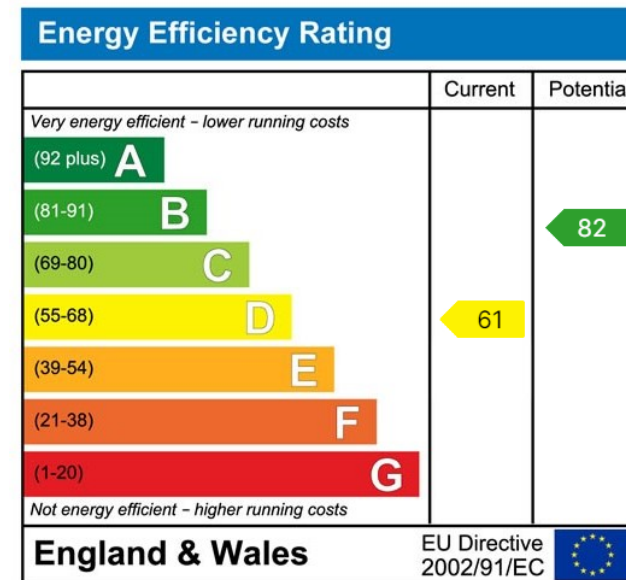 Energy Efficiency Rating
Current Potentia
Very energy efficient – lower running costs
(92 plus) A
(81-91) B
82
(69-80) C
(55-68) D
61
(39-54) E
(21-38) F
(1-20) G
Not energy efficient – higher running costs
England & Wales
EU Directive
2002/91/EC